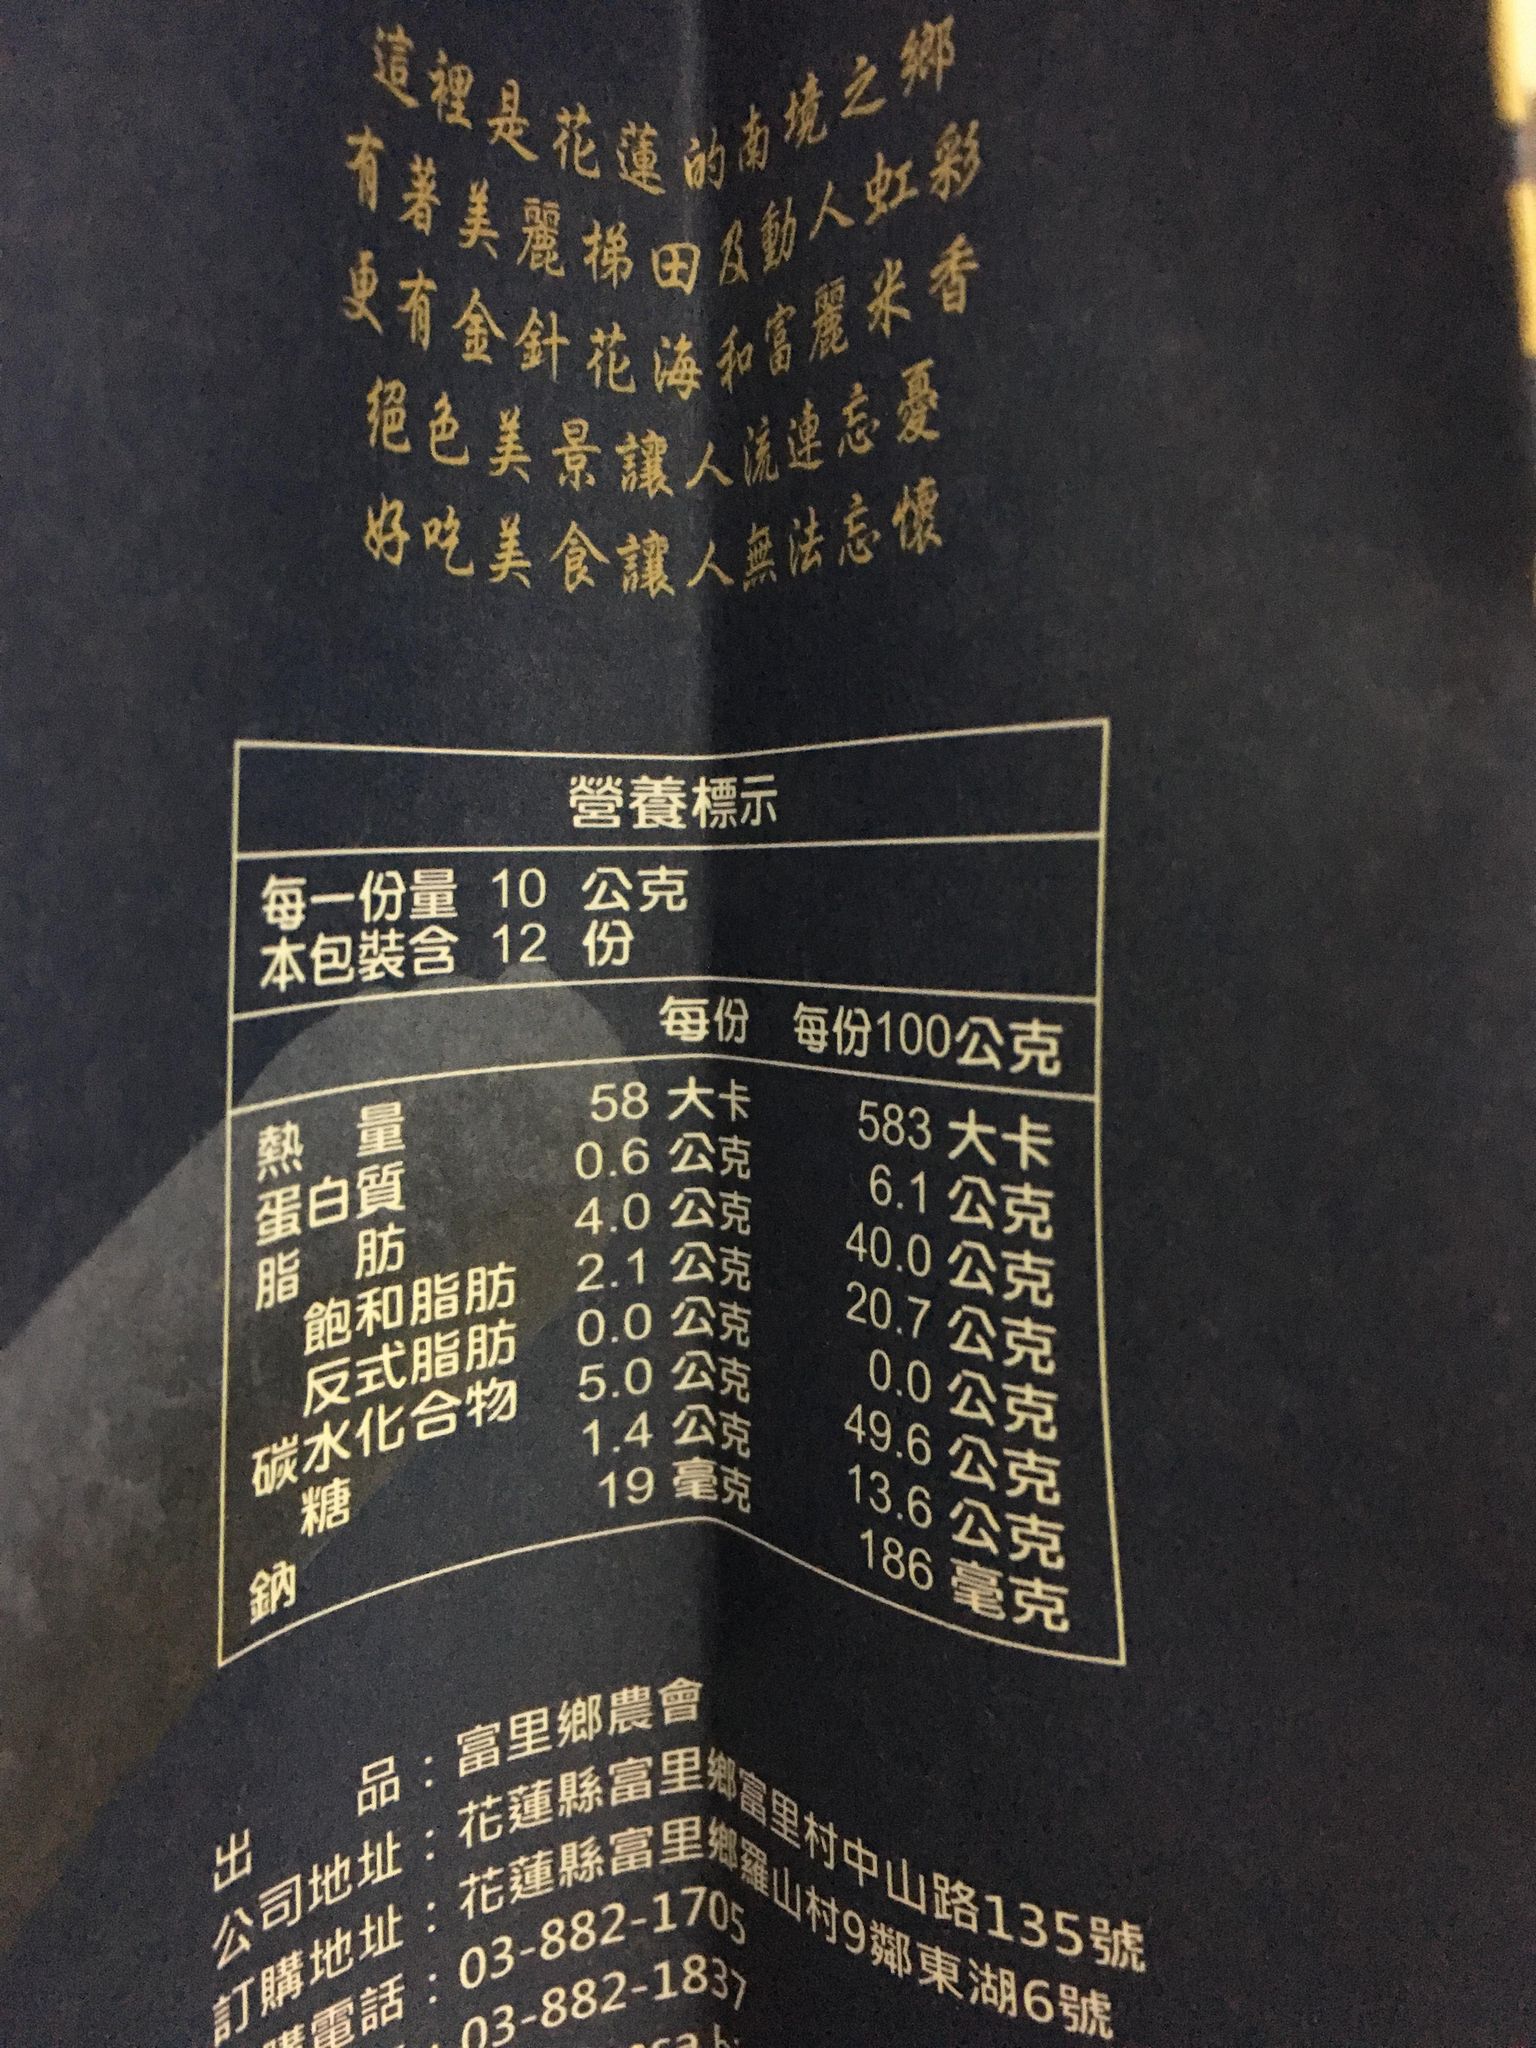 這裡是花蓮的南境之鄉
有著美麗梯田及動人虹彩
更有金針花海和富麗米香
絕色美景讓人流連忘憂
好吃美食讓人無法忘懷
營養標示
每一份量 10 公克
本包裝含 12 份
每份 每份100公克
熱量 58 大卡 583 大卡
蛋白質 0.6 公克 6.1 公克
脂肪 4.0 公克 40.0 公克
飽和脂肪 2.1 公克 20.7 公克
反式脂肪 0.0 公克 0.0 公克
碳水化合物 5.0 公克 49.6 公克
糖 1.4 公克 13.6 公克
鈉 19 毫克 186 毫克
出品：富里鄉農會
公司地址：花蓮縣富里鄉富里村中山路135號
訂購地址：花蓮縣富里鄉羅山村9鄰東湖6號
購電話：03-882-1705
：03-882-1837